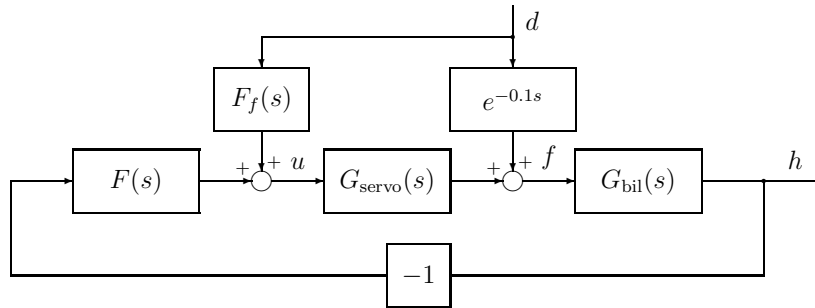 d
F_f(s)
e^{-0.1s}
+ + u
+ + f
h
F(s)
G_servo(s)
G_bil(s)
−1